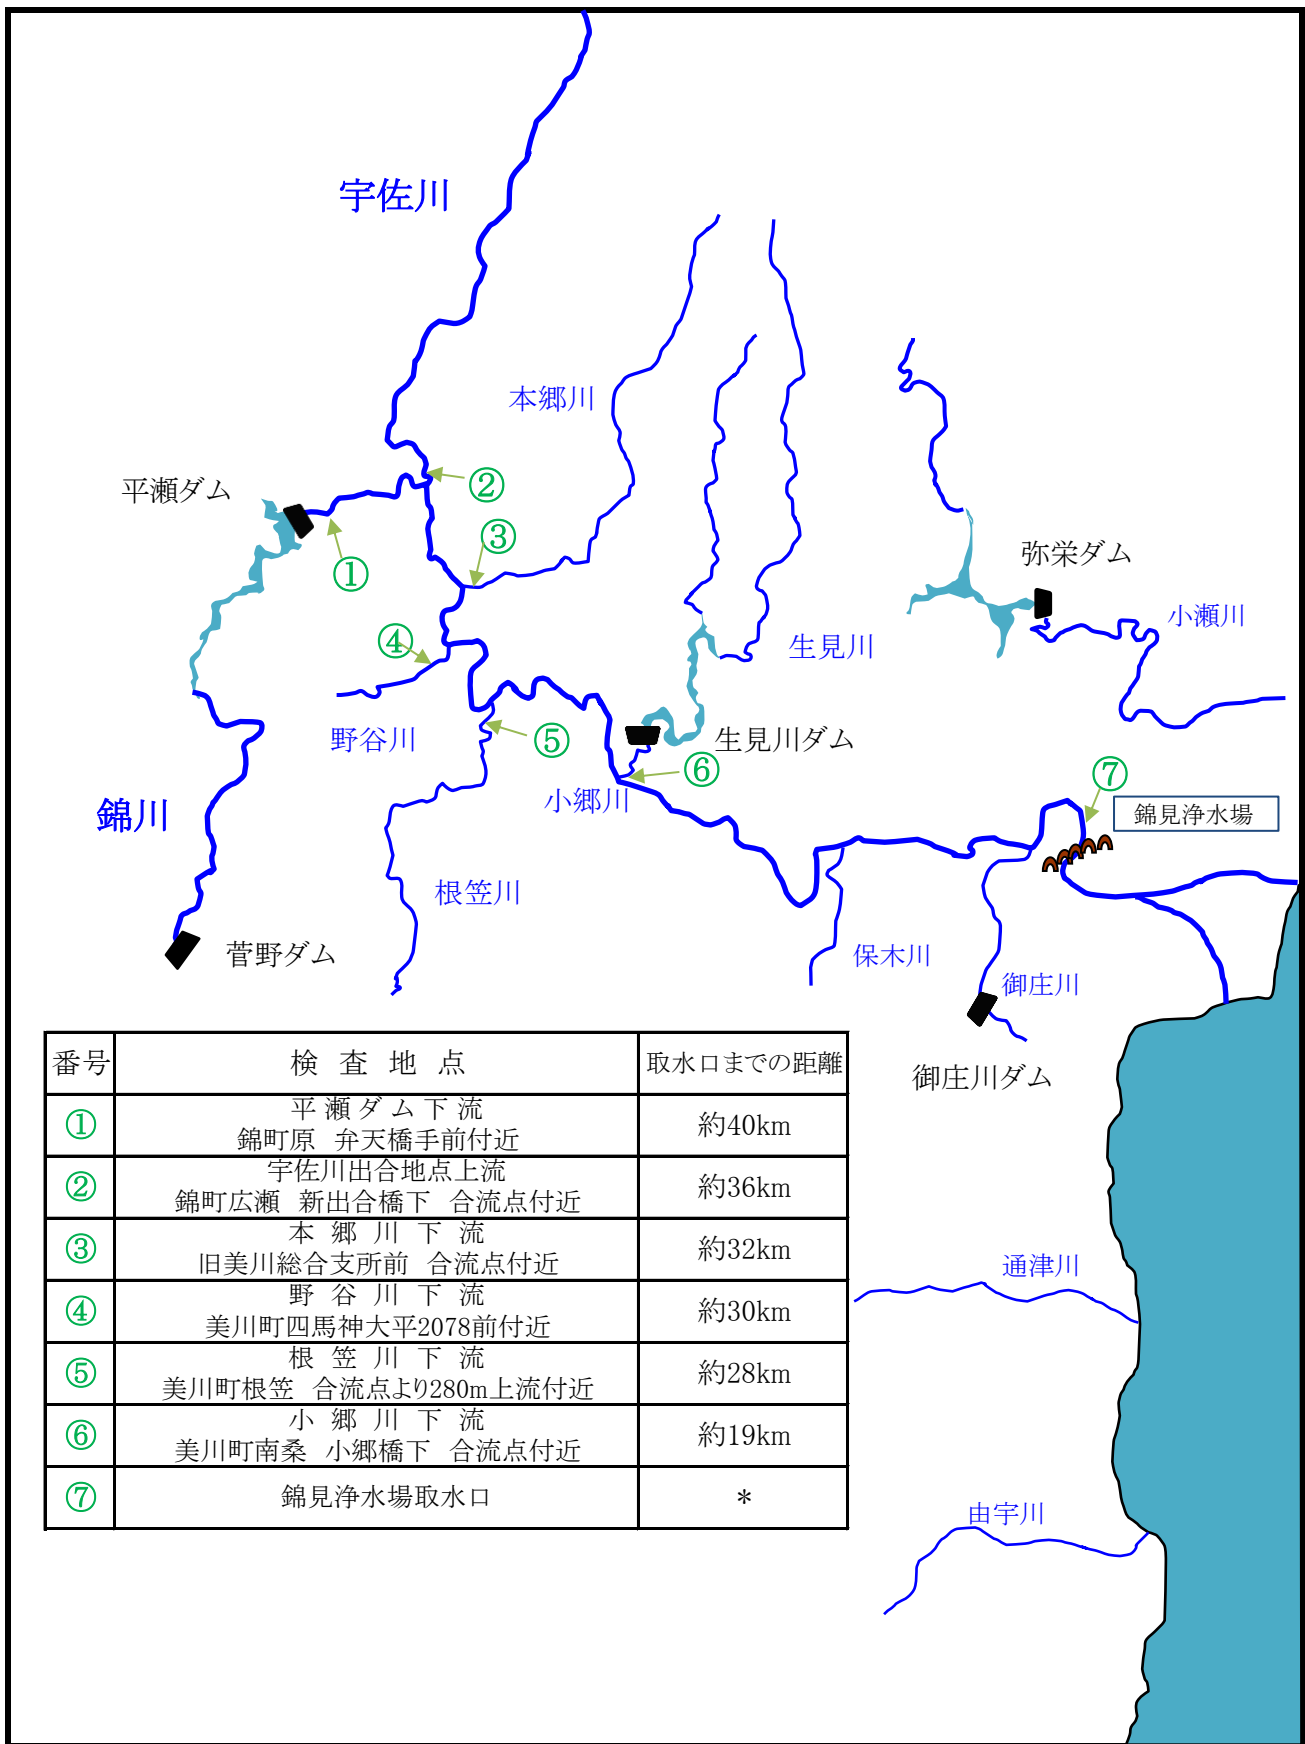 宇佐川
本郷川
平瀬ダム
②
③
①
弥栄ダム
小瀬川
④
生見川
野谷川
⑤
生見川ダム
⑥
⑦
小郷川
錦川
錦見浄水場
根笠川
菅野ダム
保木川
御庄川
御庄川ダム
番号 検査地点 取水口までの距離
① 平瀬ダム下流 約40km
錦町原 弁天橋手前付近
② 宇佐川出合地点上流 約36km
錦町広瀬 新出合橋下 合流点付近
③ 本郷川下流 約32km
旧美川総合支所前 合流点付近
④ 野谷川下流 約30km
美川町四馬神大平2078前付近
⑤ 根笠川下流 約28km
美川町根笠 合流点より280m上流付近
⑥ 小郷川下流 約19km
美川町南桑 小郷橋下 合流点付近
⑦ 錦見浄水場取水口 *
通津川
由宇川